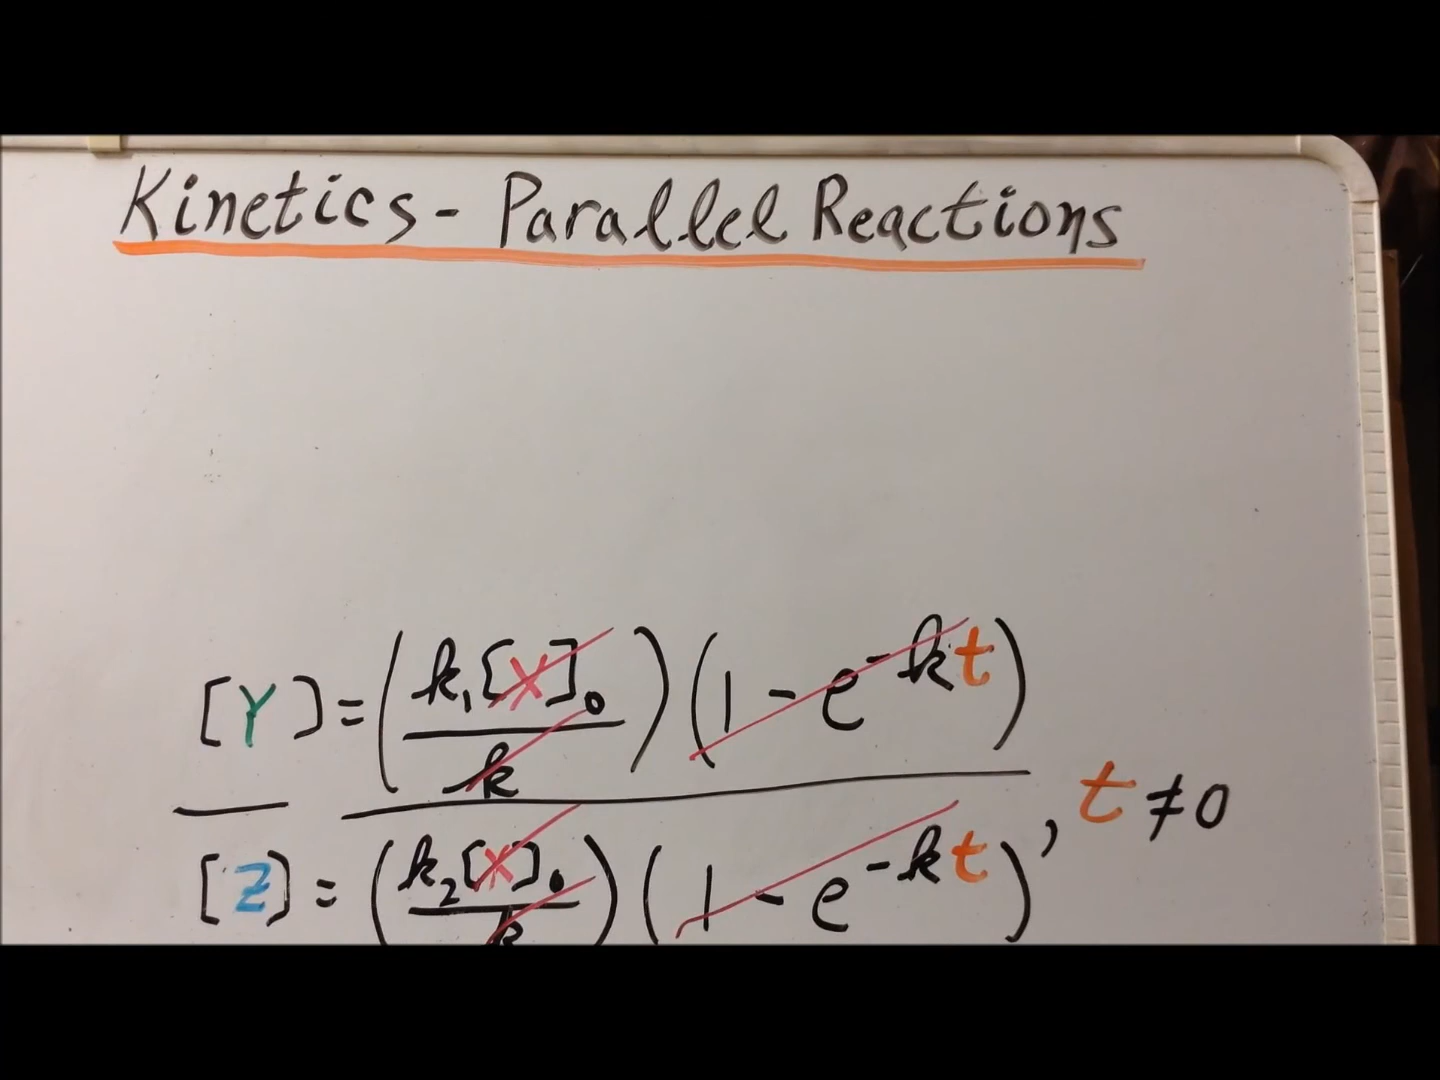 Kinetics - Parallel Reactions
[Y] = (k₁[X]₀ / k) (1 - e^-kt)
[Z] = (k₂[X]₀ / k) (1 - e^-kt) , t ≠ 0